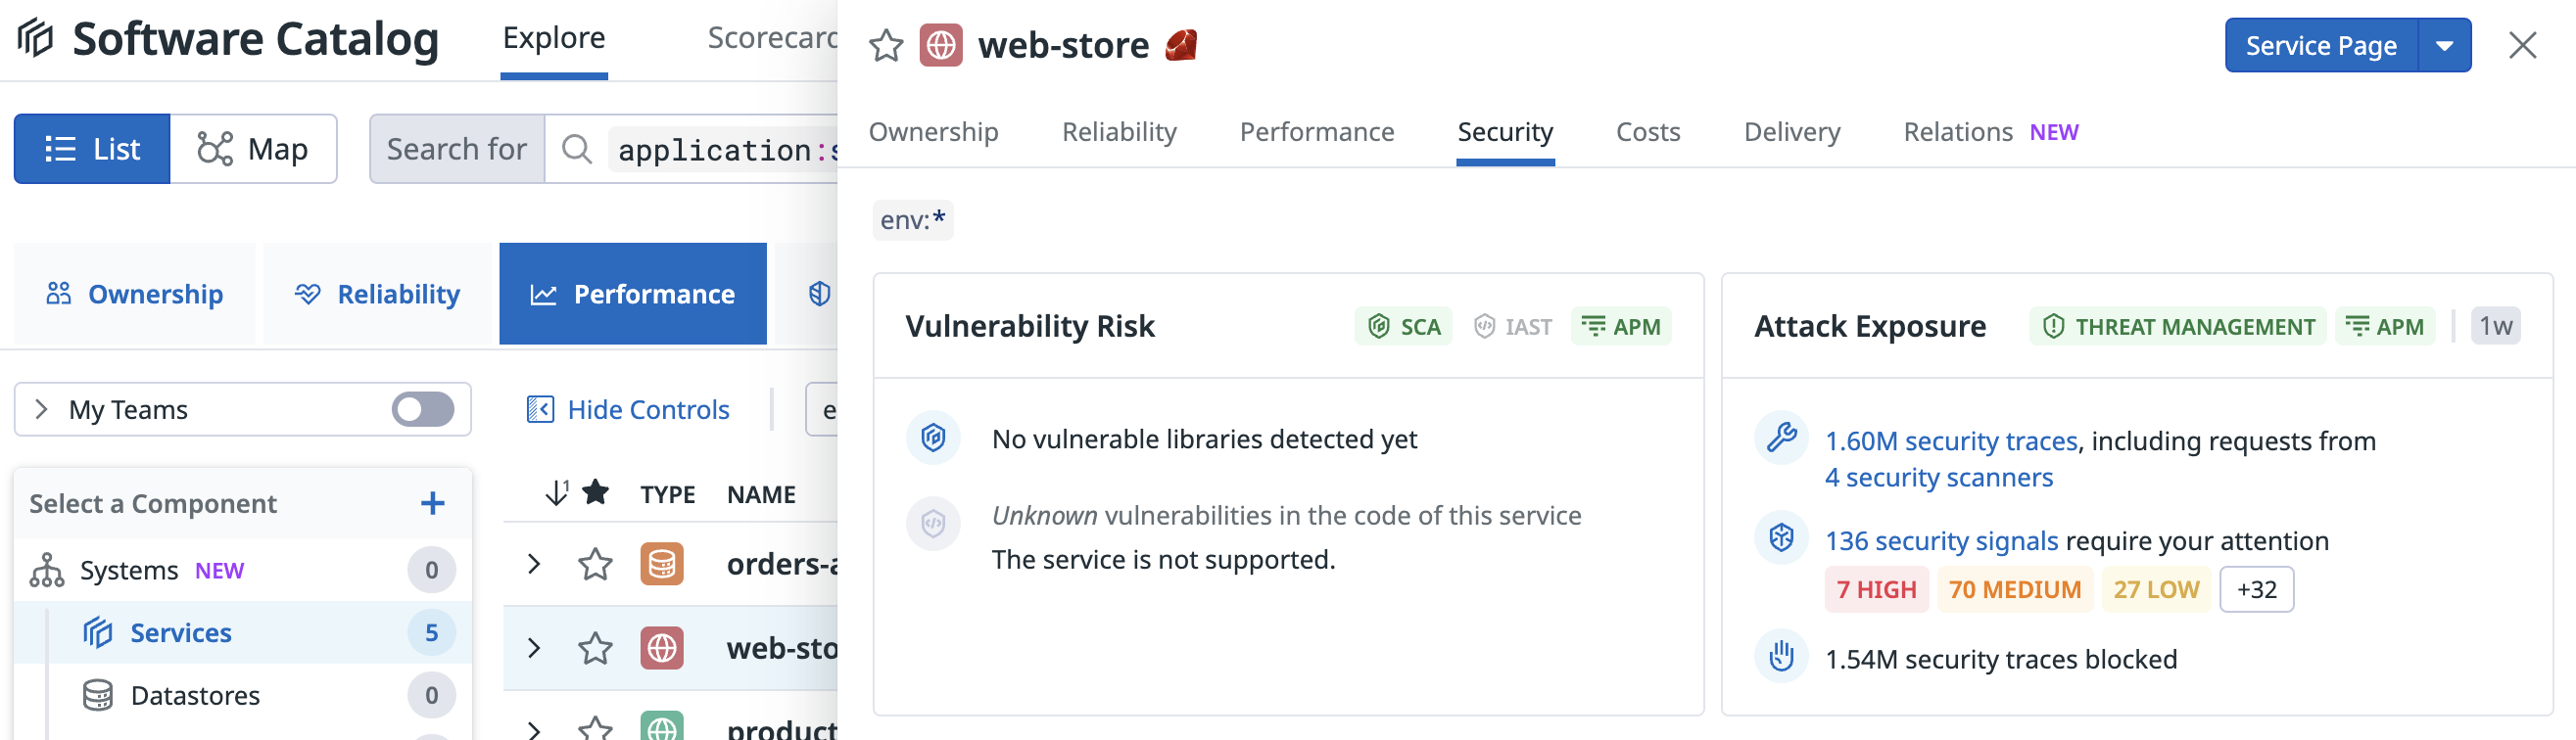 Software Catalog
Explore
Scorecard
List
Map
Search for
application:s
Ownership
Reliability
Performance
My Teams
Hide Controls
e
Select a Component
Systems NEW 0
Services 5
Datastores 0
TYPE NAME
1
orders-a
web-sto
product
web-store
Service Page
Ownership
Reliability
Performance
Security
Costs
Delivery
Relations NEW
env:*
Vulnerability Risk
SCA
IAST
APM
No vulnerable libraries detected yet
Unknown vulnerabilities in the code of this service
The service is not supported.
Attack Exposure
THREAT MANAGEMENT
APM
1w
1.60M security traces, including requests from
4 security scanners
136 security signals require your attention
7 HIGH
70 MEDIUM
27 LOW
+32
1.54M security traces blocked